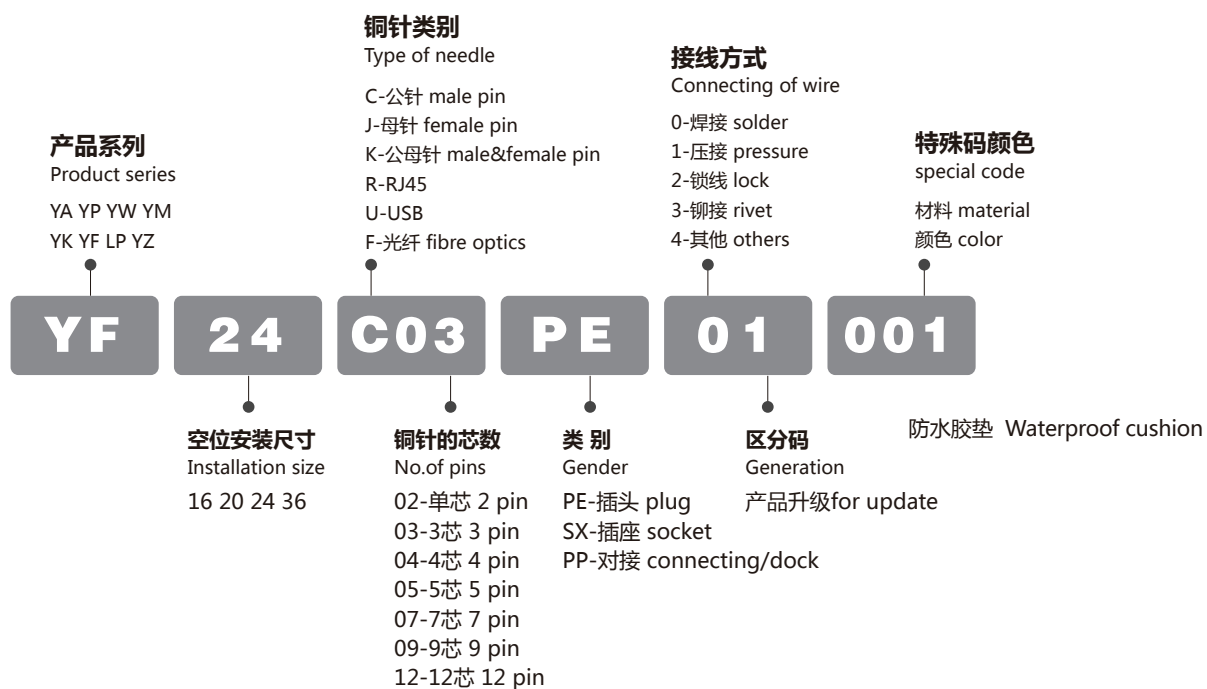 铜针类别
Type of needle
C-公针 male pin
J-母针 female pin
K-公母针 male&female pin
R-RJ45
U-USB
F-光纤 fibre optics
接线方式
Connecting of wire
0-焊接 solder
1-压接 pressure
2-锁线 lock
3-铆接 rivet
4-其他 others
产品系列
Product series
YA YP YW YM
YK YF LP YZ
特殊码颜色
special code
材料 material
颜色 color
YF 24 C03 PE 01 001
空位安装尺寸
Installation size
16 20 24 36
铜针的芯数
No.of pins
02-单芯 2 pin
03-3芯 3 pin
04-4芯 4 pin
05-5芯 5 pin
07-7芯 7 pin
09-9芯 9 pin
12-12芯 12 pin
类 别
Gender
PE-插头 plug
SX-插座 socket
PP-对接 connecting/dock
区分码
Generation
产品升级for update
防水胶垫 Waterproof cushion